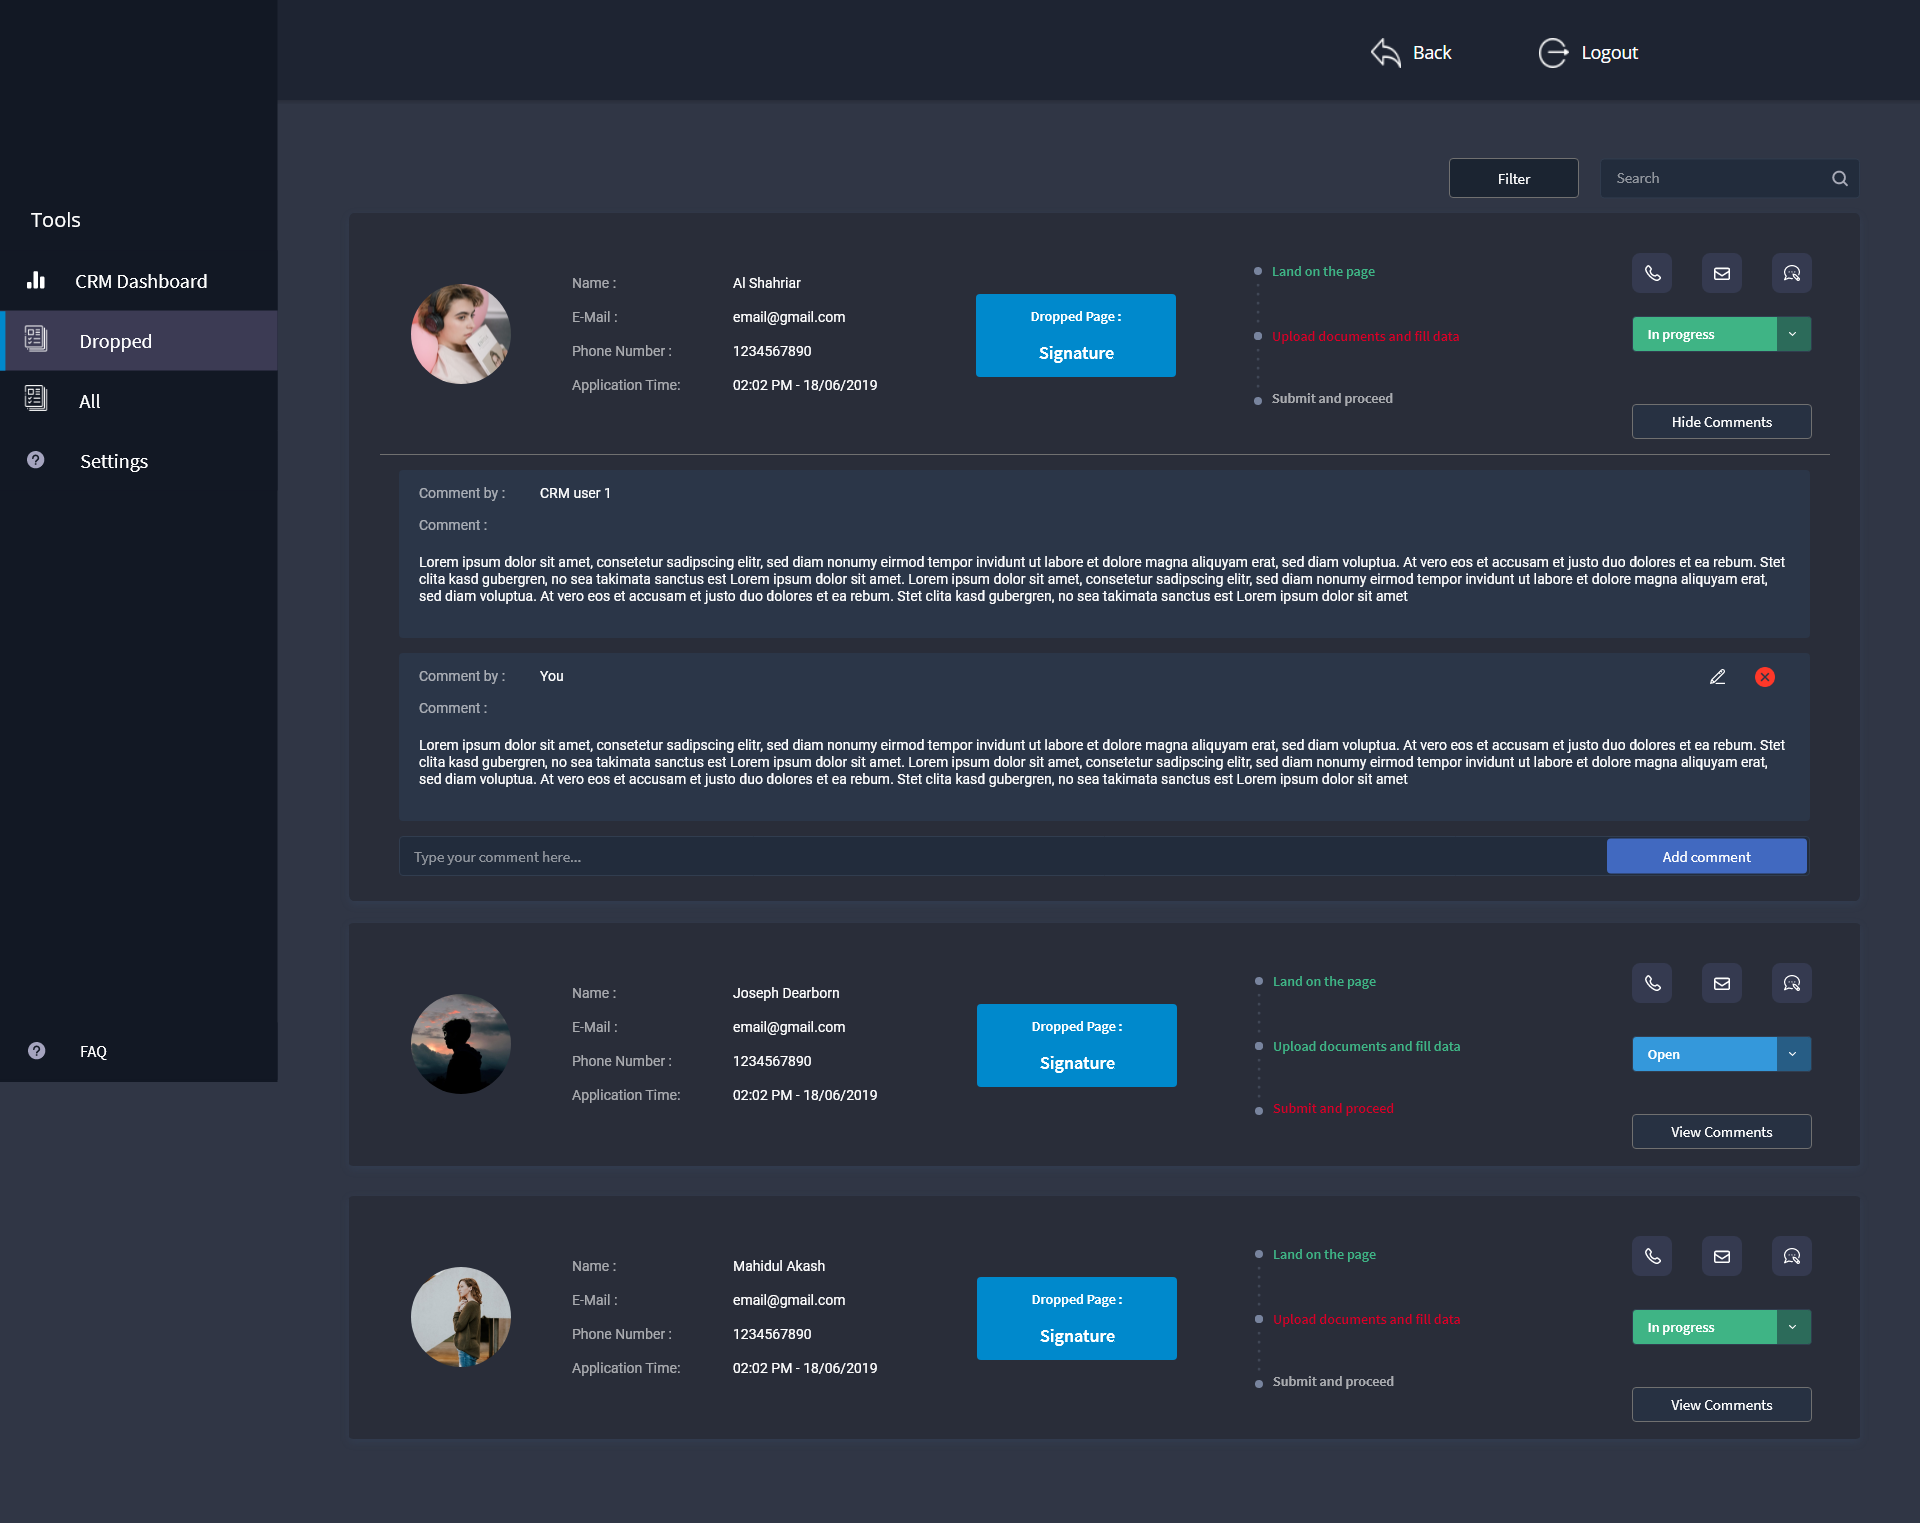 Back
Logout
Filter
Search
Tools
CRM Dashboard
Dropped
All
Settings
FAQ
Name :
Al Shahriar
E-Mail :
email@gmail.com
Phone Number :
1234567890
Application Time:
02:02 PM - 18/06/2019
Dropped Page :
Signature
Land on the page
Upload documents and fill data
Submit and proceed
In progress
Hide Comments
Comment by :
CRM user 1
Comment :
Lorem ipsum dolor sit amet, consetetur sadipscing elitr, sed diam nonumy eirmod tempor invidunt ut labore et dolore magna aliquyam erat, sed diam voluptua. At vero eos et accusam et justo duo dolores et ea rebum. Stet
clita kasd gubergren, no sea takimata sanctus est Lorem ipsum dolor sit amet. Lorem ipsum dolor sit amet, consetetur sadipscing elitr, sed diam nonumy eirmod tempor invidunt ut labore et dolore magna aliquyam erat,
sed diam voluptua. At vero eos et accusam et justo duo dolores et ea rebum. Stet clita kasd gubergren, no sea takimata sanctus est Lorem ipsum dolor sit amet
Comment by :
You
Comment :
Lorem ipsum dolor sit amet, consetetur sadipscing elitr, sed diam nonumy eirmod tempor invidunt ut labore et dolore magna aliquyam erat, sed diam voluptua. At vero eos et accusam et justo duo dolores et ea rebum. Stet
clita kasd gubergren, no sea takimata sanctus est Lorem ipsum dolor sit amet. Lorem ipsum dolor sit amet, consetetur sadipscing elitr, sed diam nonumy eirmod tempor invidunt ut labore et dolore magna aliquyam erat,
sed diam voluptua. At vero eos et accusam et justo duo dolores et ea rebum. Stet clita kasd gubergren, no sea takimata sanctus est Lorem ipsum dolor sit amet
Type your comment here...
Add comment
Name :
Joseph Dearborn
E-Mail :
email@gmail.com
Phone Number :
1234567890
Application Time:
02:02 PM - 18/06/2019
Dropped Page :
Signature
Land on the page
Upload documents and fill data
Submit and proceed
Open
View Comments
Name :
Mahidul Akash
E-Mail :
email@gmail.com
Phone Number :
1234567890
Application Time:
02:02 PM - 18/06/2019
Dropped Page :
Signature
Land on the page
Upload documents and fill data
Submit and proceed
In progress
View Comments